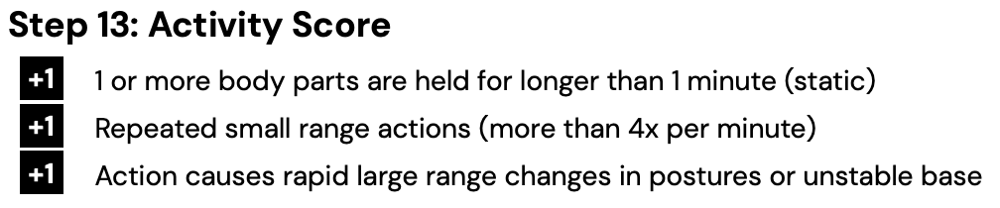 Step 13: Activity Score
+1 1 or more body parts are held for longer than 1 minute (static)
+1 Repeated small range actions (more than 4x per minute)
+1 Action causes rapid large range changes in postures or unstable base